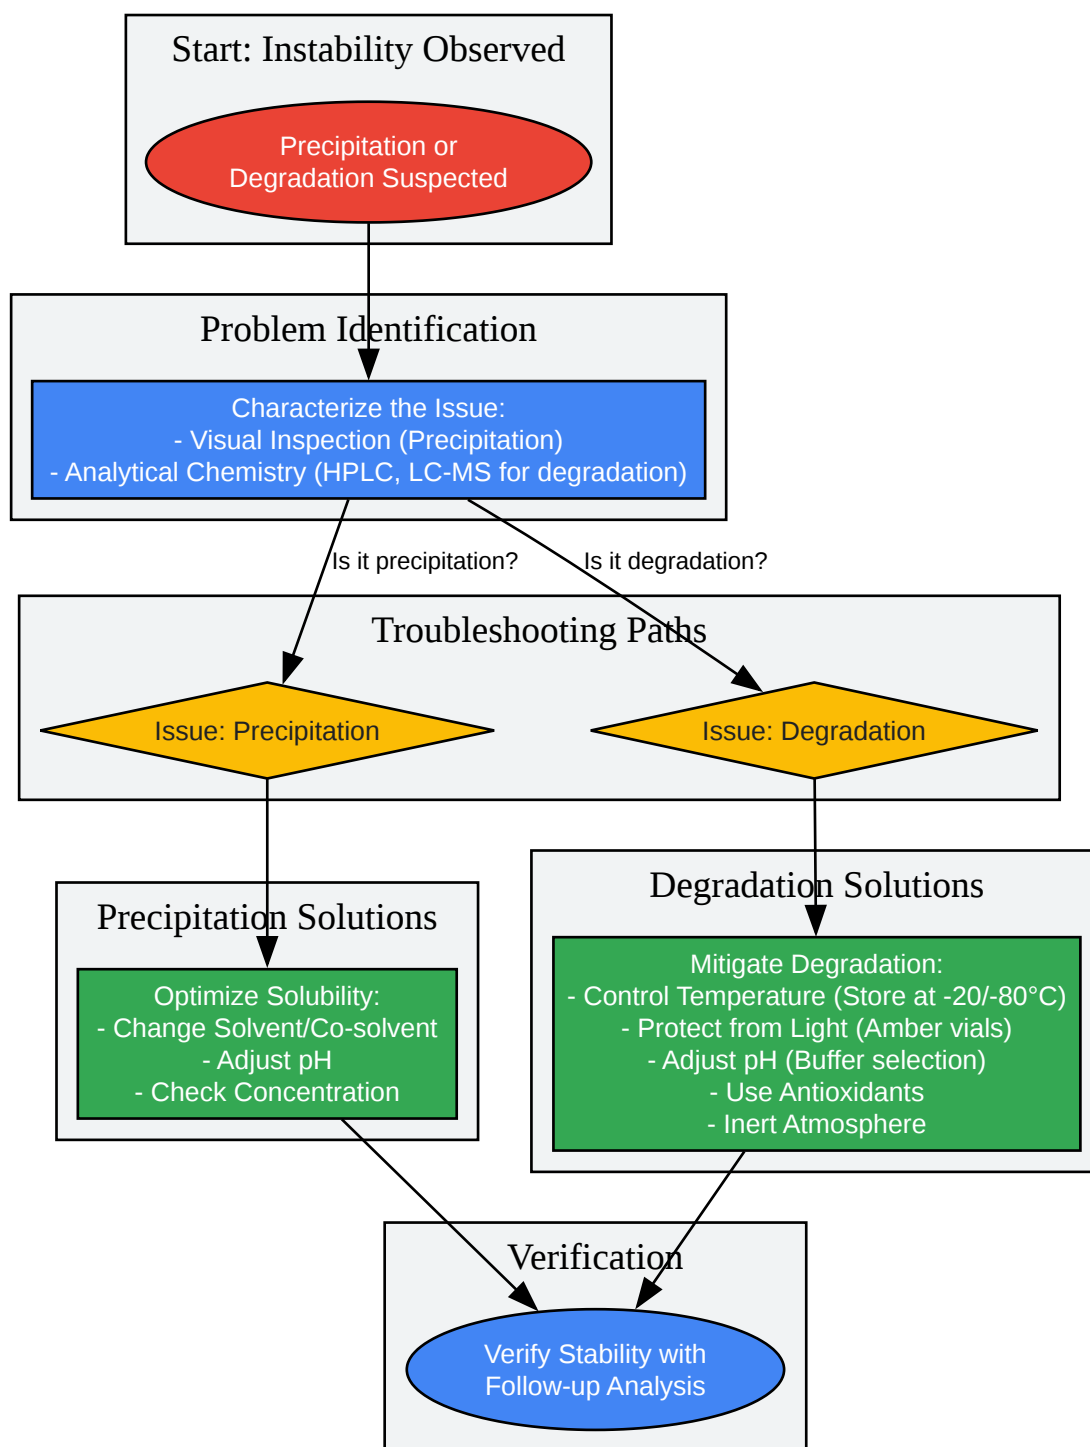 Start: Instability Observed
Precipitation or
Degradation Suspected
Problem Identification
Characterize the Issue:
- Visual Inspection (Precipitation)
- Analytical Chemistry (HPLC, LC-MS for degradation)
Is it precipitation?
Is it degradation?
Troubleshooting Paths
Issue: Precipitation
Issue: Degradation
Precipitation Solutions
Optimize Solubility:
- Change Solvent/Co-solvent
- Adjust pH
- Check Concentration
Degradation Solutions
Mitigate Degradation:
- Control Temperature (Store at -20/-80°C)
- Protect from Light (Amber vials)
- Adjust pH (Buffer selection)
- Use Antioxidants
- Inert Atmosphere
Verification
Verify Stability with
Follow-up Analysis